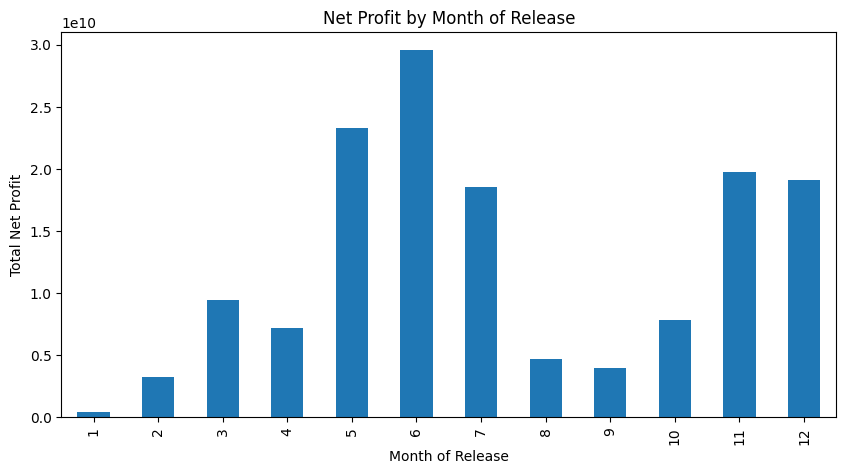 Net Profit by Month of Release
1e10
3.0
2.5
2.0
1.5
1.0
0.5
0.0
Total Net Profit
1 2 3 4 5 6 7 8 9 10 11 12
Month of Release